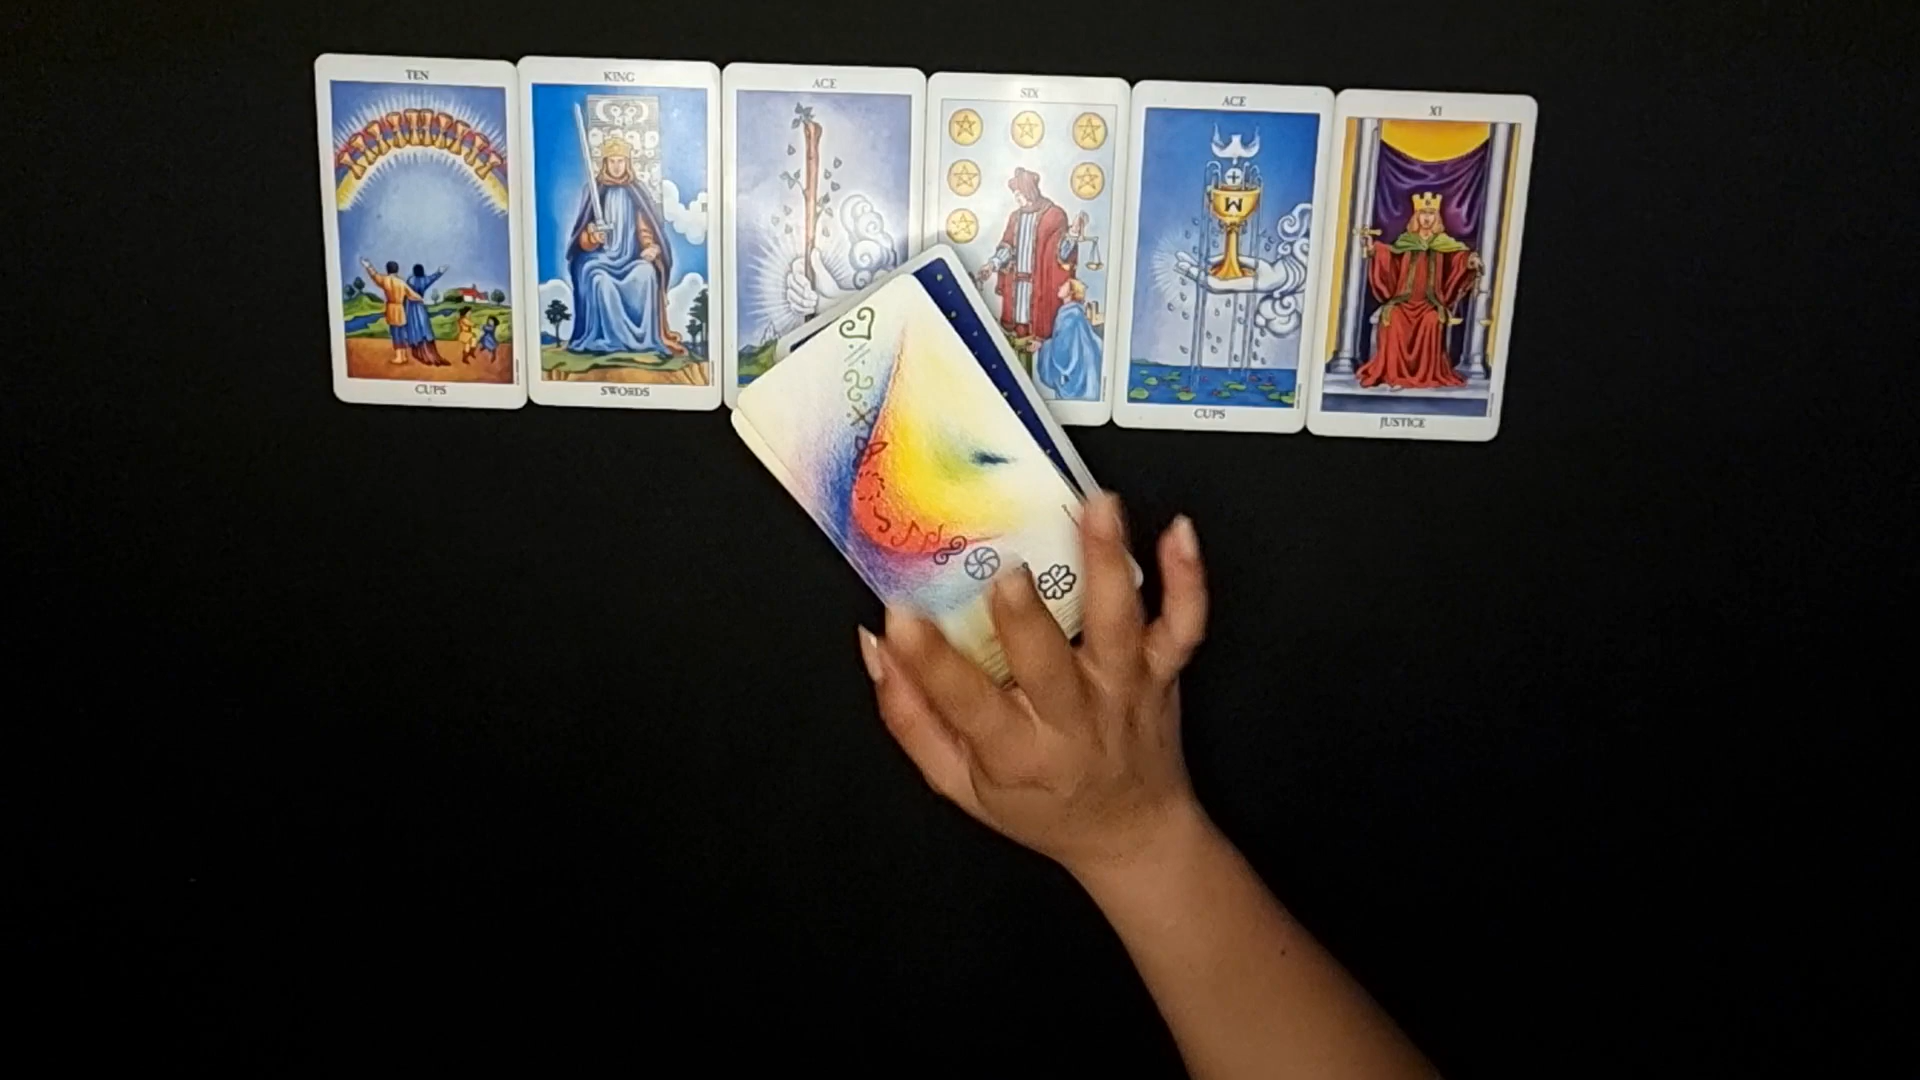 TEN
CUPS
KING
SWORDS
ACE
SIX
ACE
W
CUPS
XI
JUSTICE